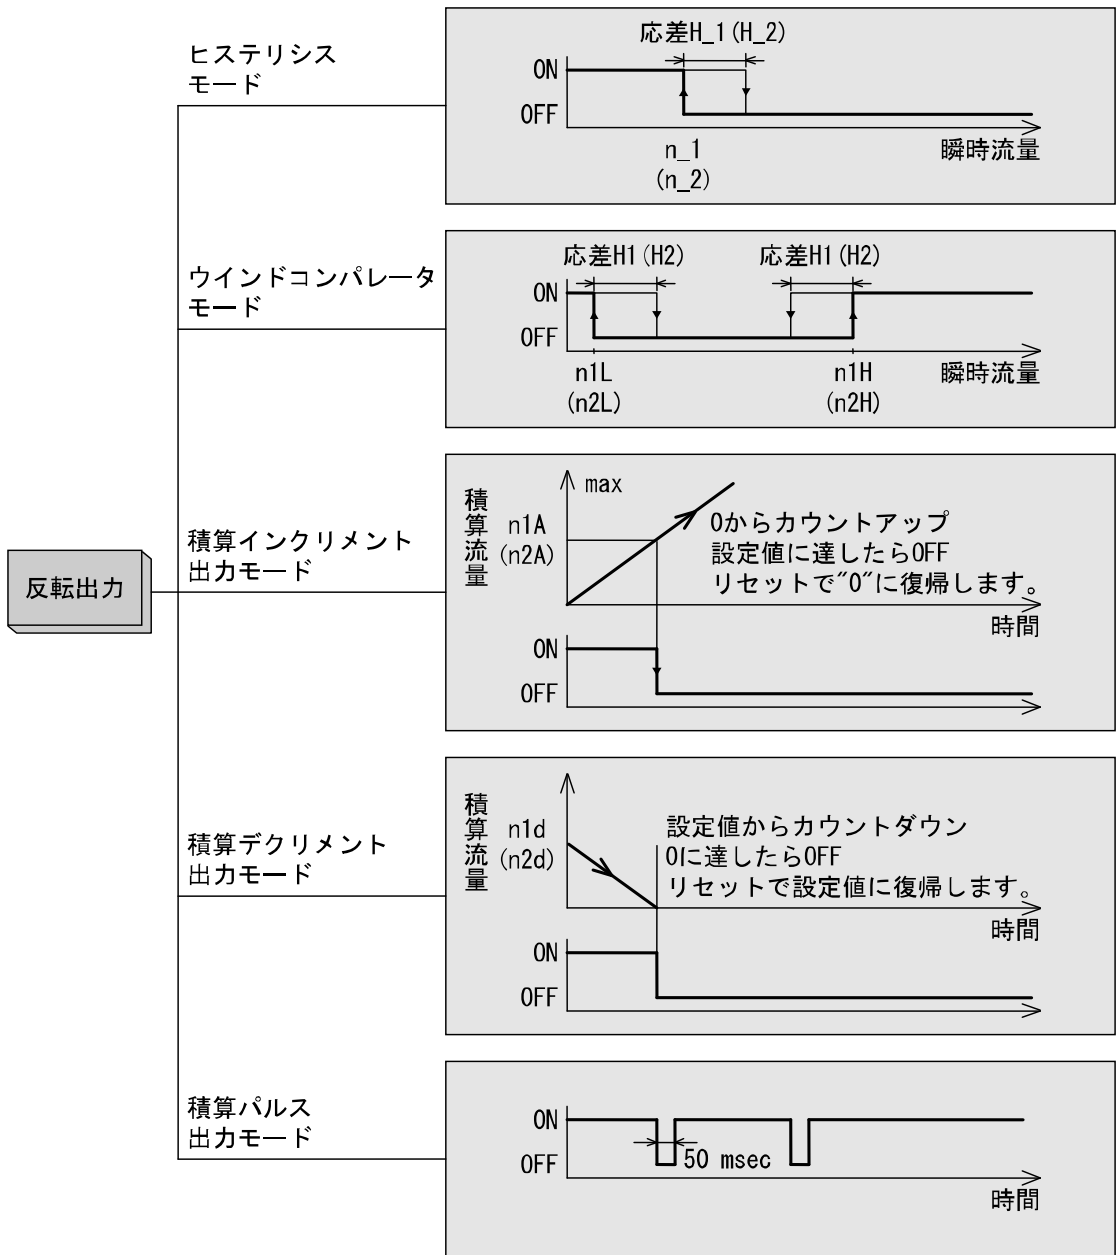 反転出力
ヒステリシス
モード
応差H_1(H_2)
ON
OFF
n_1
(n_2)
瞬時流量
ウインドコンパレータ
モード
応差H1(H2)
応差H1(H2)
ON
OFF
n1L
(n2L)
n1H
(n2H)
瞬時流量
積算インクリメント
出力モード
積算流量
max
n1A
(n2A)
0からカウントアップ
設定値に達したらOFF
リセットで"0"に復帰します。
時間
ON
OFF
積算デクリメント
出力モード
積算流量
n1d
(n2d)
設定値からカウントダウン
0に達したらOFF
リセットで設定値に復帰します。
時間
ON
OFF
積算パルス
出力モード
ON
OFF
50 msec
時間